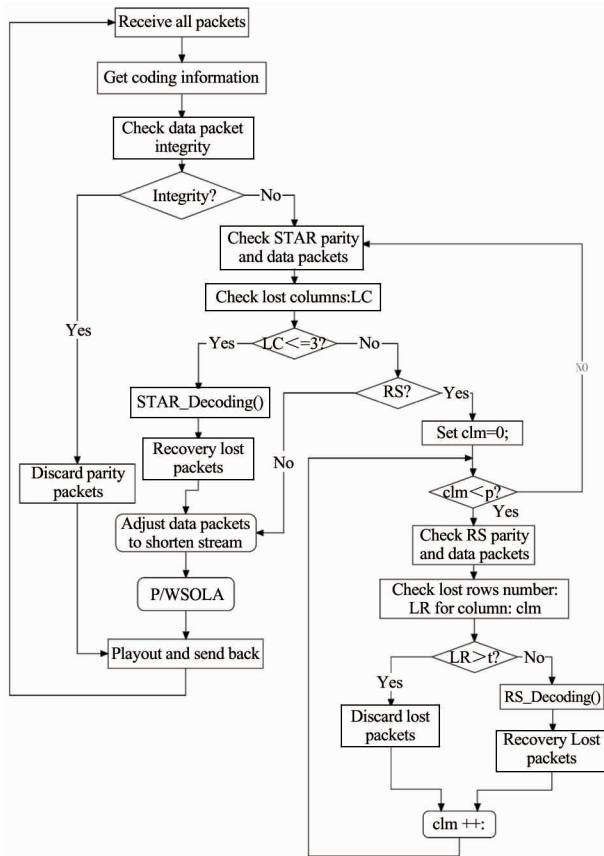 Receive all packets
Get coding information
Check data packet
integrity
Integrity?
No
Yes
Check STAR parity
and data packets
Check lost columns:LC
LC<=3?
Yes
No
STAR_Decoding()
RS?
Yes
No
NO
Recovery lost
packets
Set clm=0;
Discard parity
packets
clm<p?
Yes
Adjust data packets
to shorten stream
Check RS parity
and data packets
P/WSOLA
Check lost rows number:
LR for column: clm
Playout and send back
LR>t?
Yes
No
Discard lost
packets
RS_Decoding()
Recovery Lost
packets
clm ++: